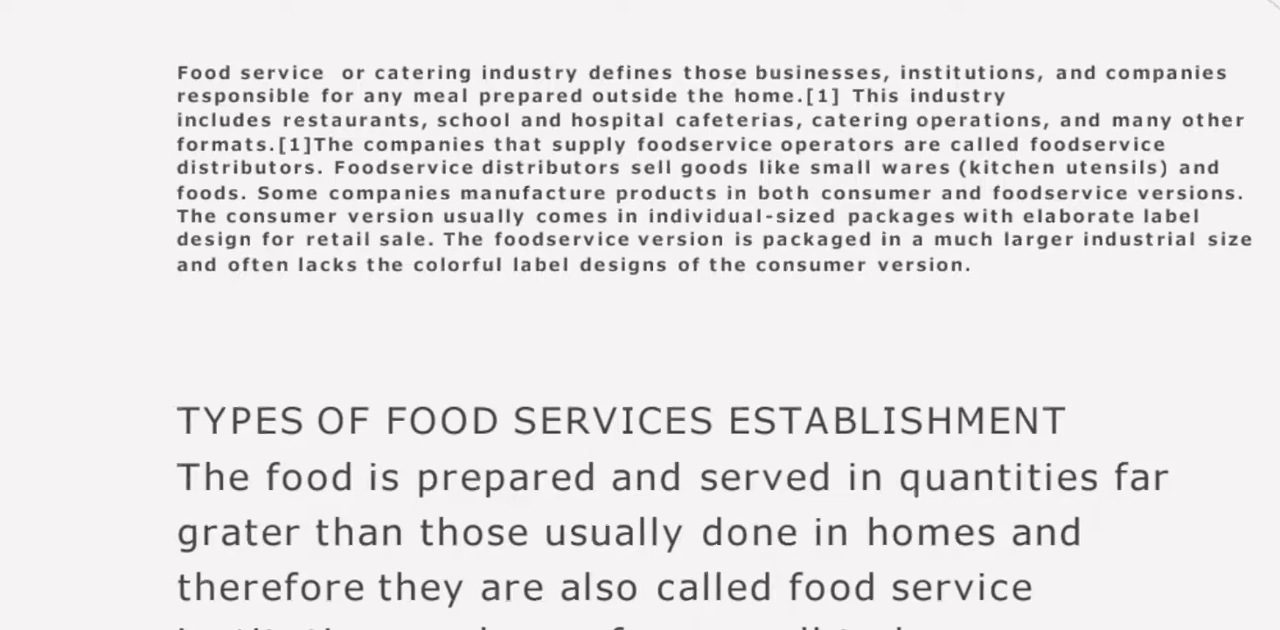 Food service or catering industry defines those businesses, institutions, and companies
responsible for any meal prepared outside the home.[1] This industry
includes restaurants, school and hospital cafeterias, catering operations, and many other
formats.[1]The companies that supply foodservice operators are called foodservice
distributors. Foodservice distributors sell goods like small wares (kitchen utensils) and
foods. Some companies manufacture products in both consumer and foodservice versions.
The consumer version usually comes in individual-sized packages with elaborate label
design for retail sale. The foodservice version is packaged in a much larger industrial size
and often lacks the colorful label designs of the consumer version.
TYPES OF FOOD SERVICES ESTABLISHMENT
The food is prepared and served in quantities far
grater than those usually done in homes and
therefore they are also called food service